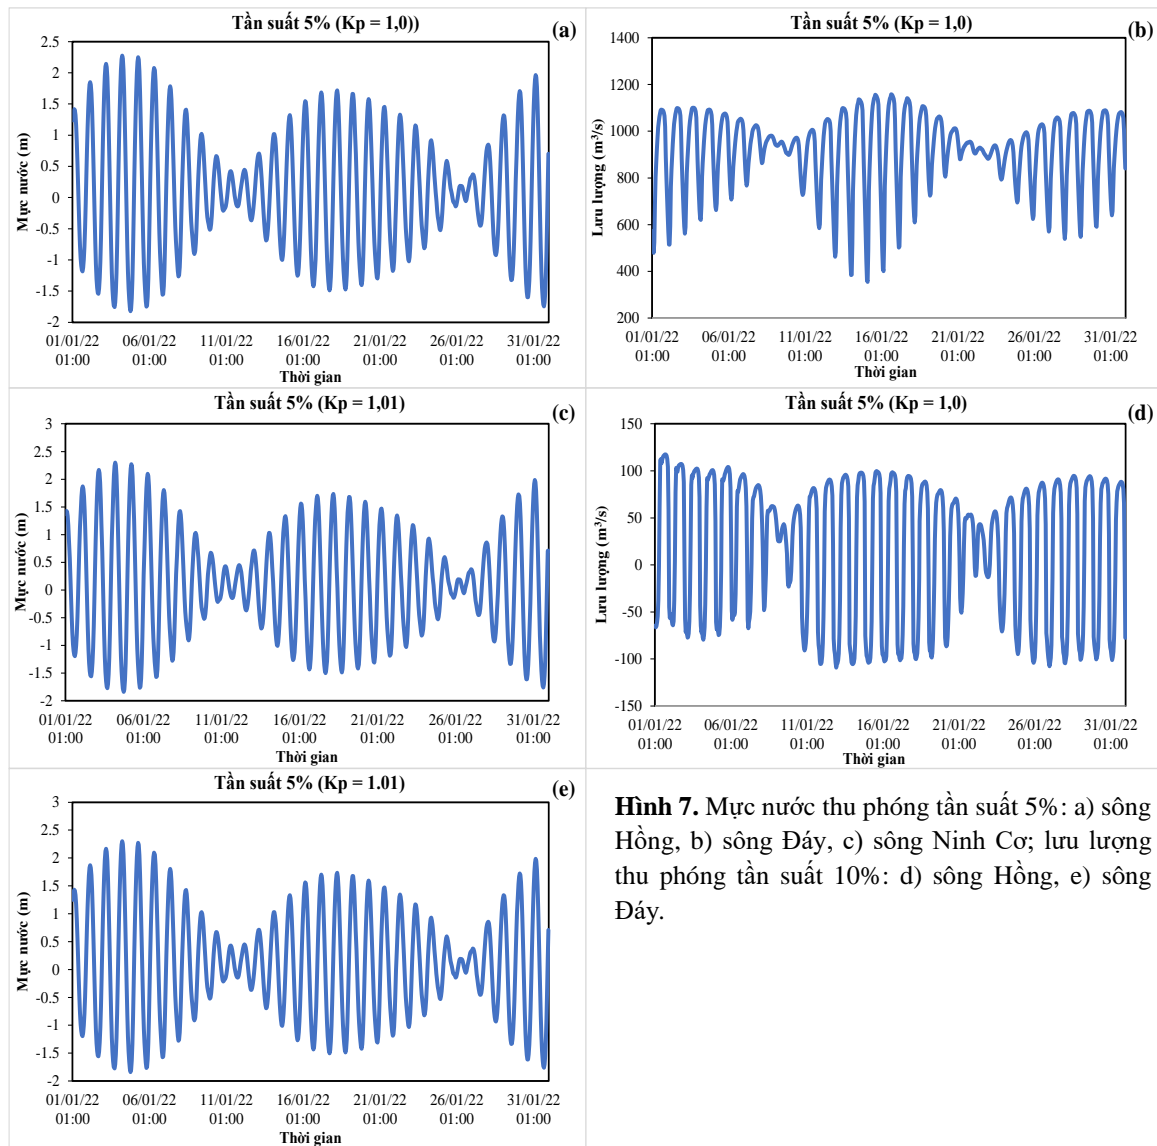 Tần suất 5% (Kp = 1,0))
(a)
Mực nước (m)
2.5
2
1.5
1
0.5
0
-0.5
-1
-1.5
-2
01/01/22 06/01/22 11/01/22 16/01/22 21/01/22 26/01/22 31/01/22
01:00 01:00 01:00 01:00 01:00 01:00 01:00
Thời gian
Tần suất 5% (Kp = 1,0)
(b)
Lưu lượng (m³/s)
1400
1200
1000
800
600
400
200
01/01/22 06/01/22 11/01/22 16/01/22 21/01/22 26/01/22 31/01/22
01:00 01:00 01:00 01:00 01:00 01:00 01:00
Thời gian
Tần suất 5% (Kp = 1,01)
(c)
Mực nước (m)
3
2.5
2
1.5
1
0.5
0
-0.5
-1
-1.5
-2
01/01/22 06/01/22 11/01/22 16/01/22 21/01/22 26/01/22 31/01/22
01:00 01:00 01:00 01:00 01:00 01:00 01:00
Thời gian
Tần suất 5% (Kp = 1,0)
(d)
Lưu lượng (m³/s)
150
100
50
0
-50
-100
-150
01/01/22 06/01/22 11/01/22 16/01/22 21/01/22 26/01/22 31/01/22
01:00 01:00 01:00 01:00 01:00 01:00 01:00
Thời gian
Tần suất 5% (Kp = 1.01)
(e)
Mực nước (m)
3
2.5
2
1.5
1
0.5
0
-0.5
-1
-1.5
-2
01/01/22 06/01/22 11/01/22 16/01/22 21/01/22 26/01/22 31/01/22
01:00 01:00 01:00 01:00 01:00 01:00 01:00
Thời gian
Hình 7. Mực nước thu phóng tần suất 5%: a) sông
Hồng, b) sông Đáy, c) sông Ninh Cơ; lưu lượng
thu phóng tần suất 10%: d) sông Hồng, e) sông
Đáy.